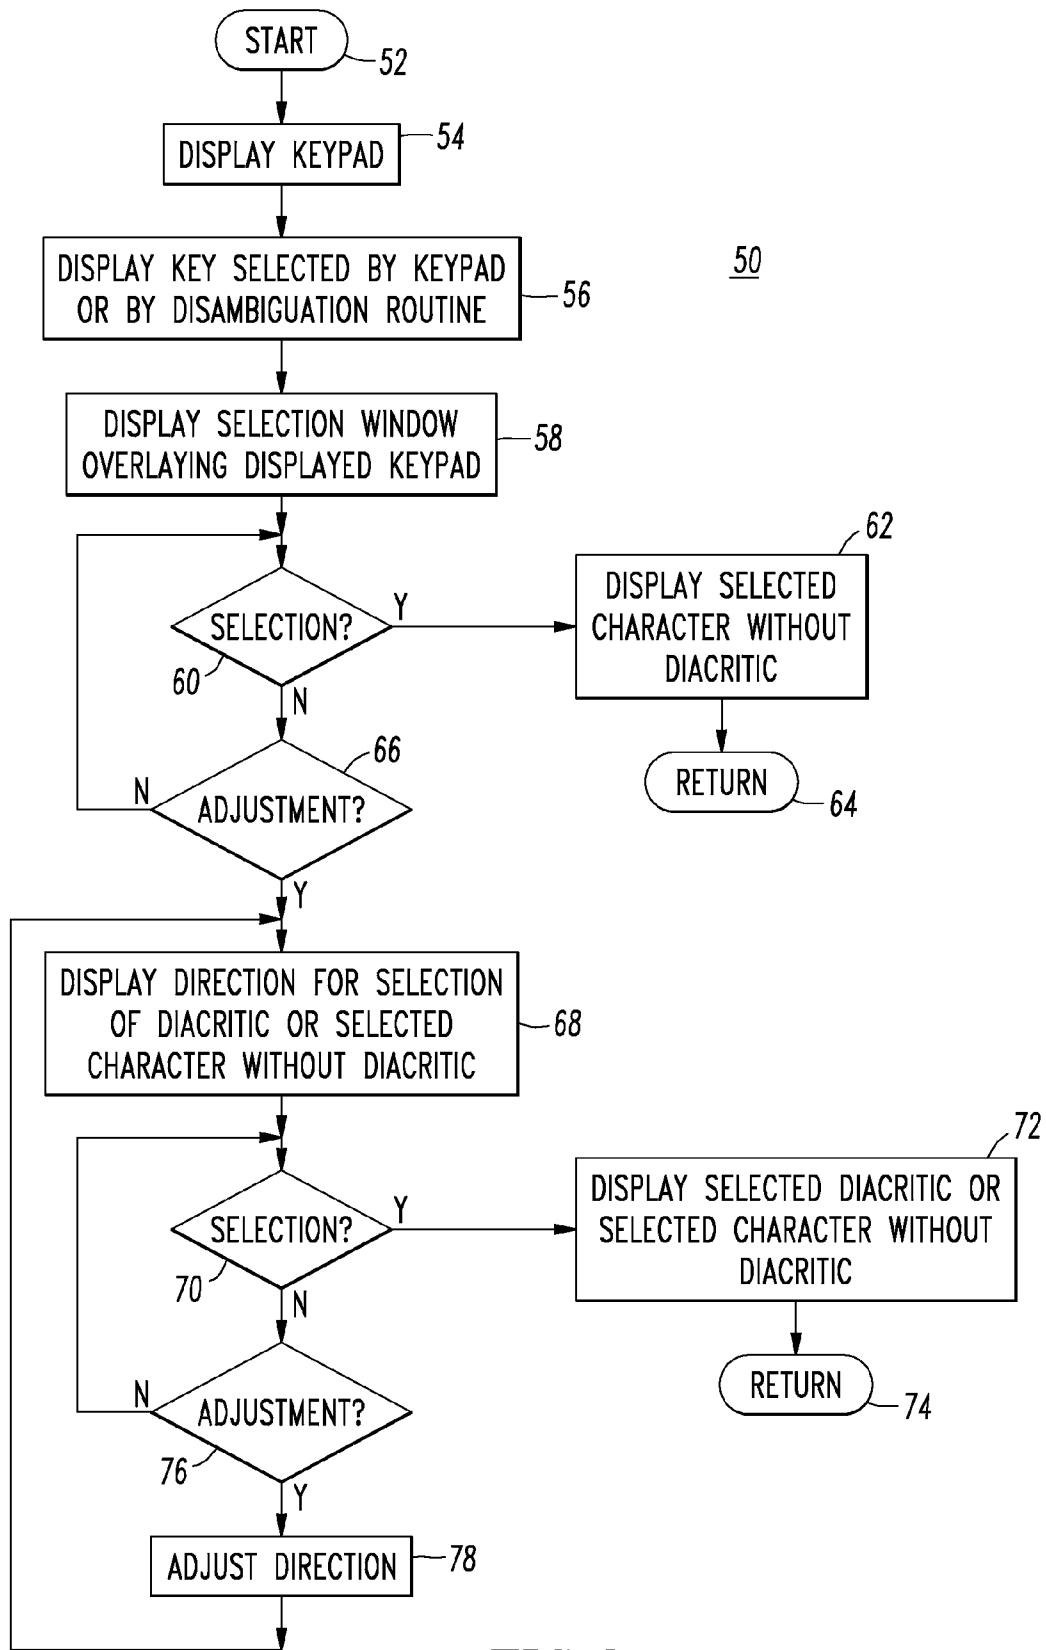 START
52
DISPLAY KEYPAD
54
DISPLAY KEY SELECTED BY KEYPAD
OR BY DISAMBIGUATION ROUTINE
56
50
DISPLAY SELECTION WINDOW
OVERLAYING DISPLAYED KEYPAD
58
SELECTION?
60
Y
N
DISPLAY SELECTED
CHARACTER WITHOUT
DIACRITIC
62
RETURN
64
ADJUSTMENT?
66
N
Y
DISPLAY DIRECTION FOR SELECTION
OF DIACRITIC OR SELECTED
CHARACTER WITHOUT DIACRITIC
68
SELECTION?
70
Y
N
DISPLAY SELECTED DIACRITIC OR
SELECTED CHARACTER WITHOUT
DIACRITIC
72
RETURN
74
ADJUSTMENT?
76
N
Y
ADJUST DIRECTION
78